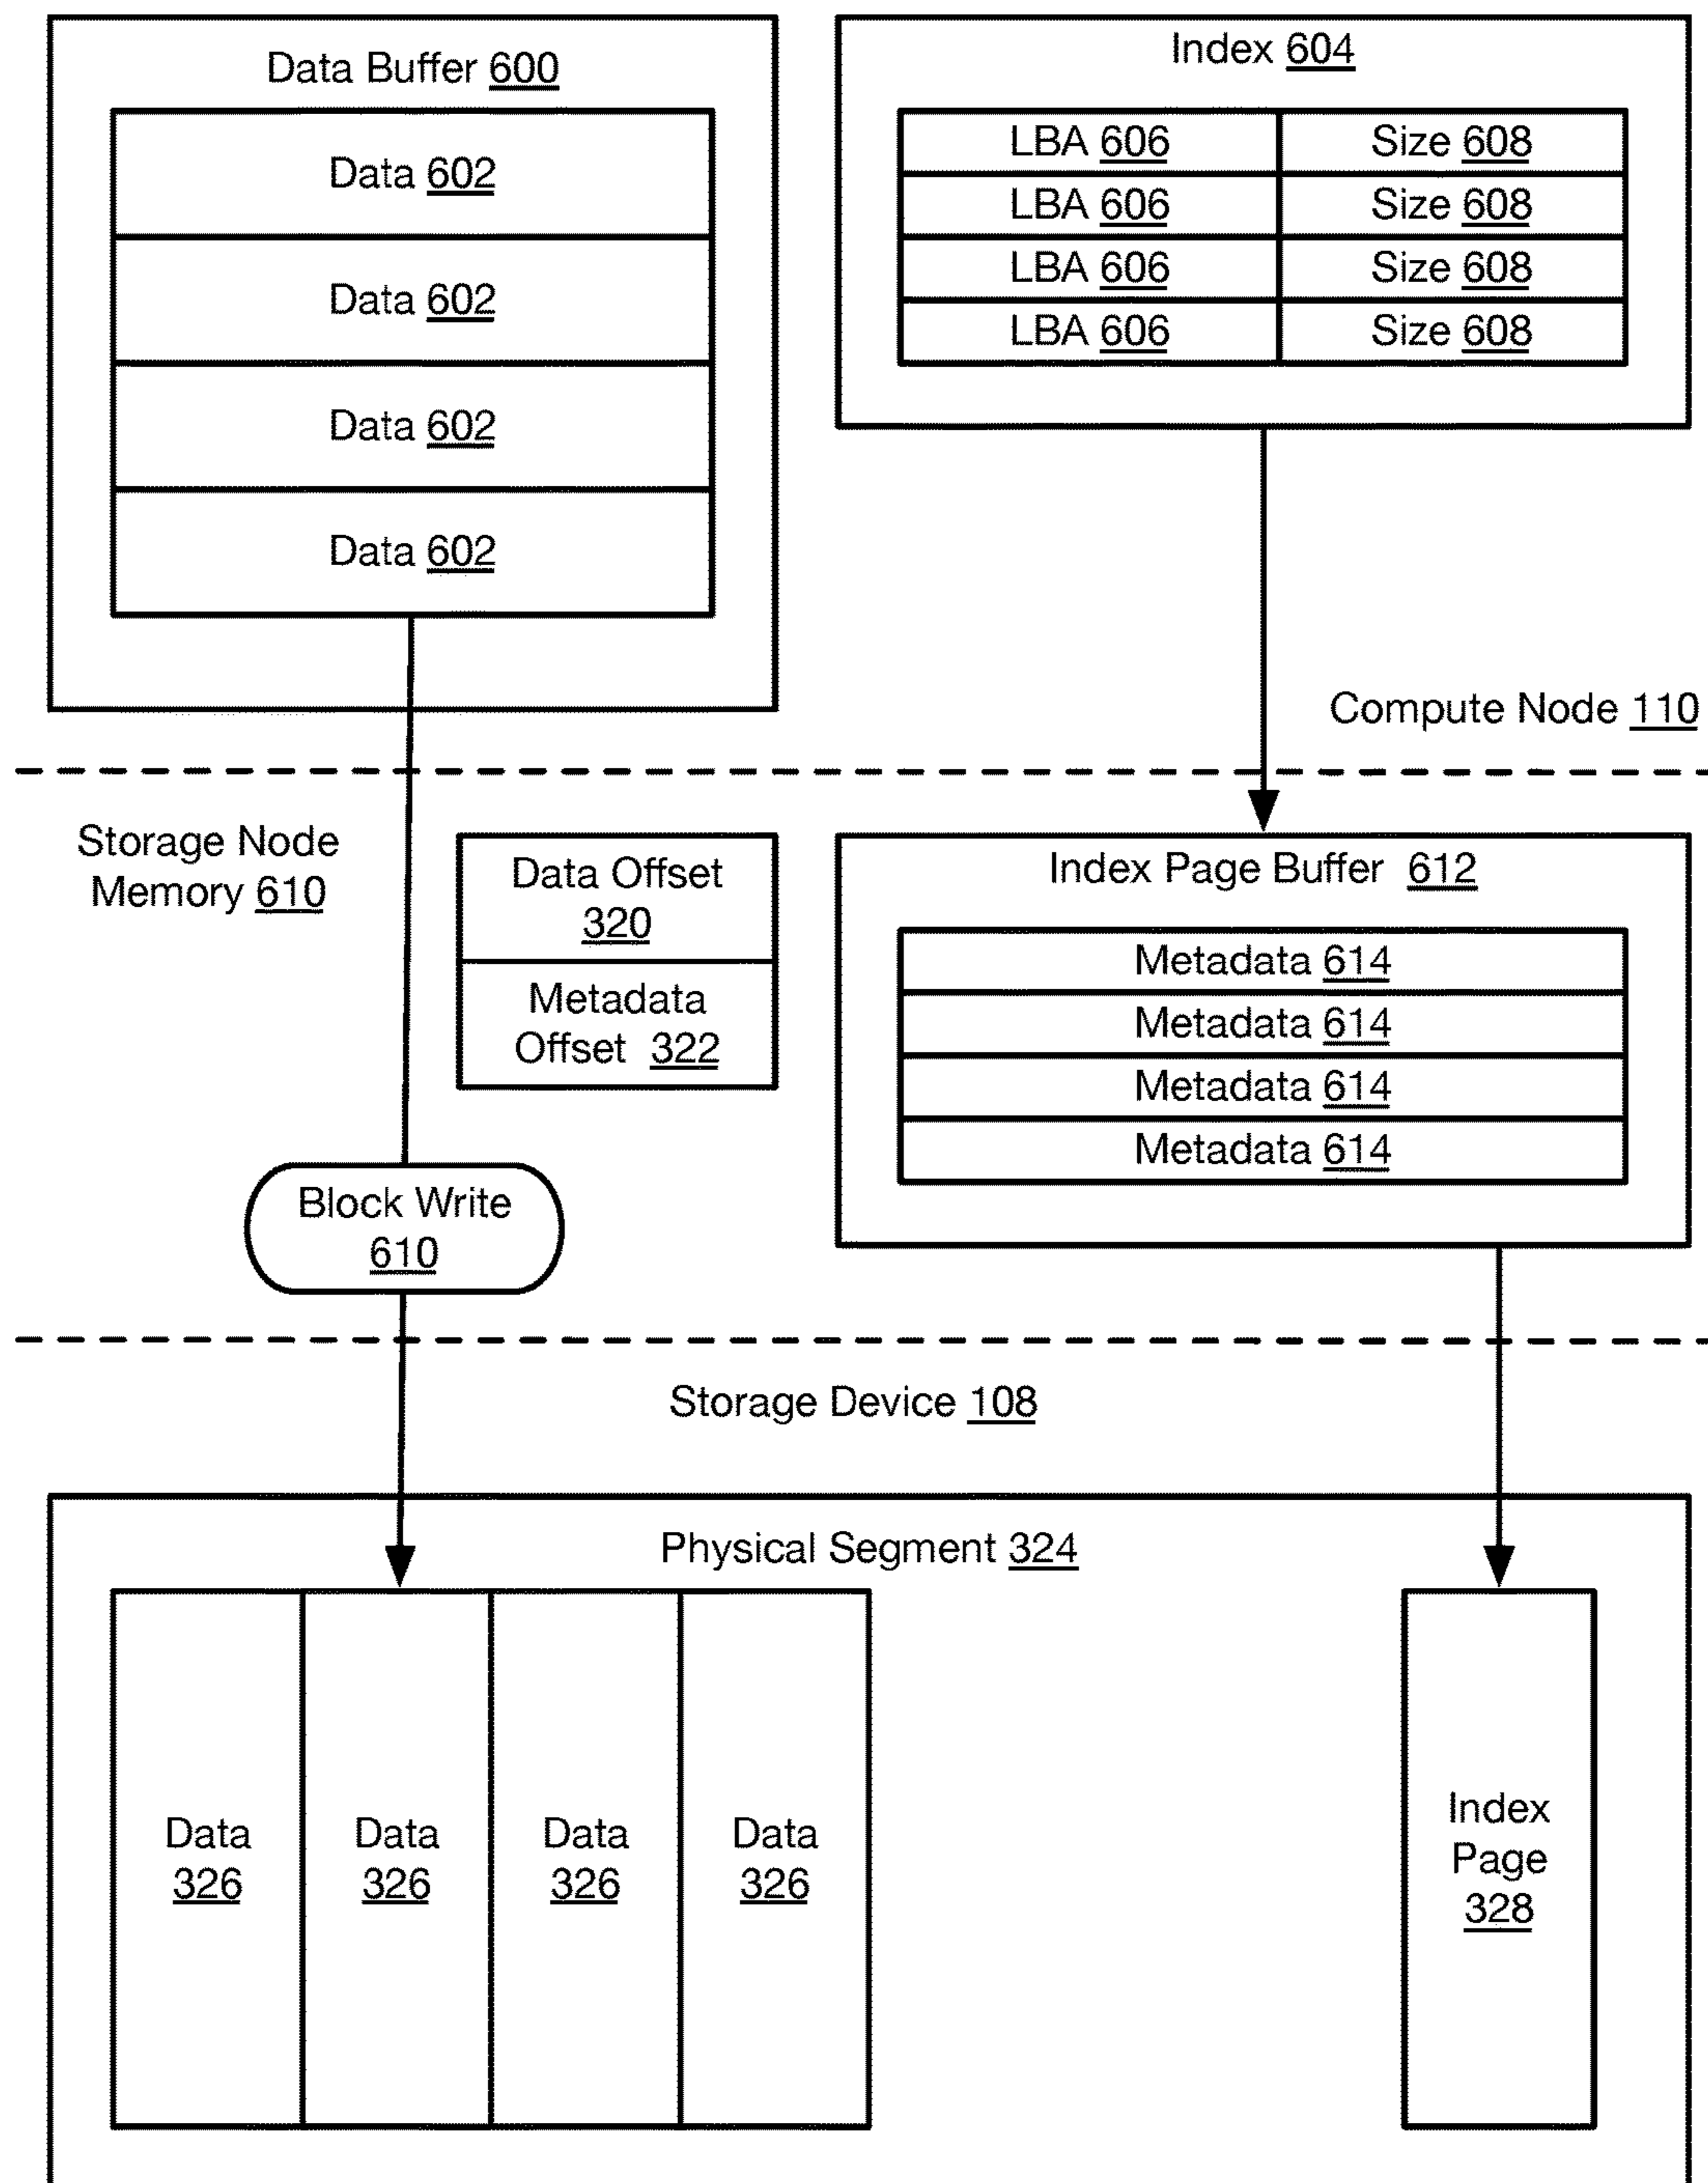 Data Buffer 600
Data 602
Data 602
Data 602
Data 602
Index 604
LBA 606 Size 608
LBA 606 Size 608
LBA 606 Size 608
LBA 606 Size 608
Compute Node 110
Storage Node
Memory 610
Data Offset
320
Metadata
Offset 322
Index Page Buffer 612
Metadata 614
Metadata 614
Metadata 614
Metadata 614
Block Write
610
Storage Device 108
Physical Segment 324
Data
326
Data
326
Data
326
Data
326
Index
Page
328